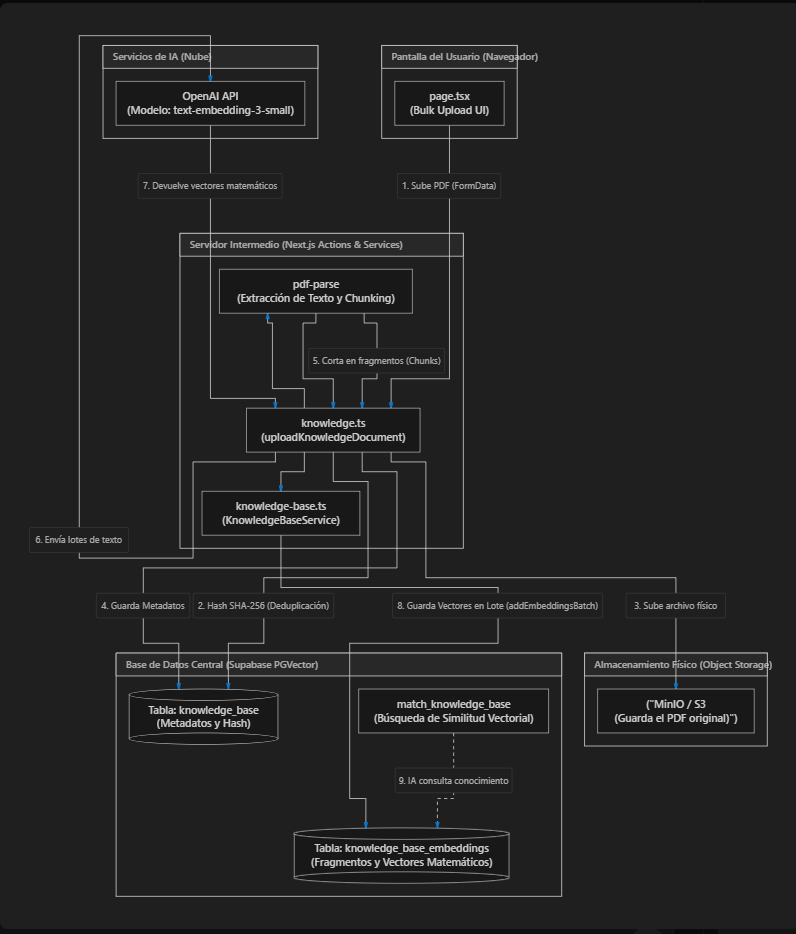 Servicios de IA (Nube)
OpenAI API
(Modelo: text-embedding-3-small)
Pantalla del Usuario (Navegador)
page.tsx
(Bulk Upload UI)
7. Devuelve vectores matemáticos
1. Sube PDF (FormData)
Servidor Intermedio (Next.js Actions & Services)
pdf-parse
(Extracción de Texto y Chunking)
5. Corta en fragmentos (Chunks)
knowledge.ts
(uploadKnowledgeDocument)
knowledge-base.ts
(KnowledgeBaseService)
6. Envía lotes de texto
4. Guarda Metadatos
2. Hash SHA-256 (Deduplicación)
8. Guarda Vectores en Lote (addEmbeddingsBatch)
3. Sube archivo físico
Base de Datos Central (Supabase PGVector)
Tabla: knowledge_base
(Metadatos y Hash)
match_knowledge_base
(Búsqueda de Similitud Vectorial)
Almacenamiento Físico (Object Storage)
("MinIO / S3
(Guarda el PDF original)")
9. IA consulta conocimiento
Tabla: knowledge_base_embeddings
(Fragmentos y Vectores Matemáticos)